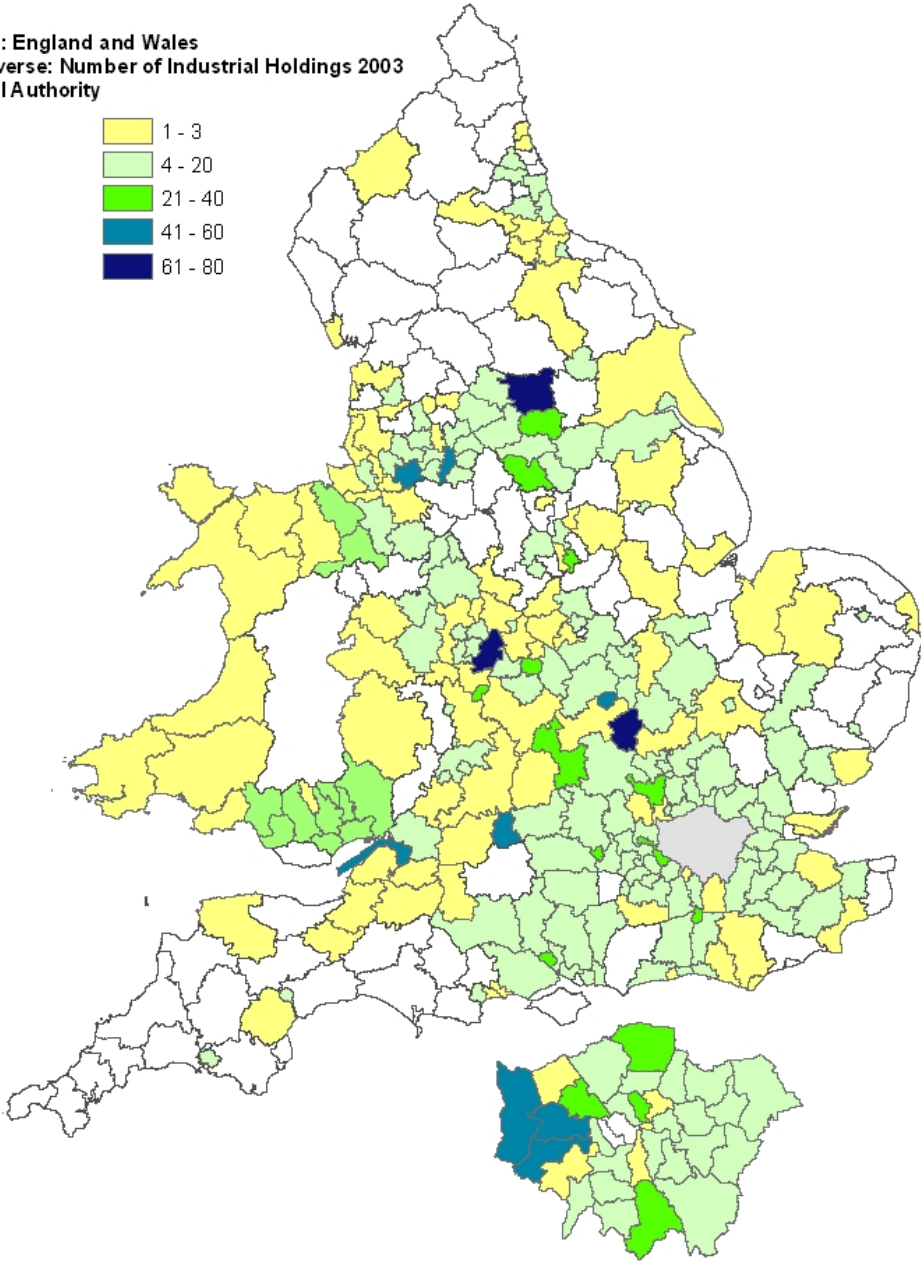 : England and Wales
verse: Number of Industrial Holdings 2003
l Authority
1 - 3
4 - 20
21 - 40
41 - 60
61 - 80